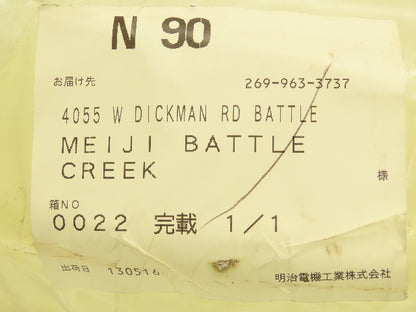 N 90
お届け先 269-963-3737
4055 W DICKMAN RD BATTLE
MEIJI BATTLE
CREEK 様
箱NO
0022 完載 1/1
出荷日 130516 明治電機工業株式会社